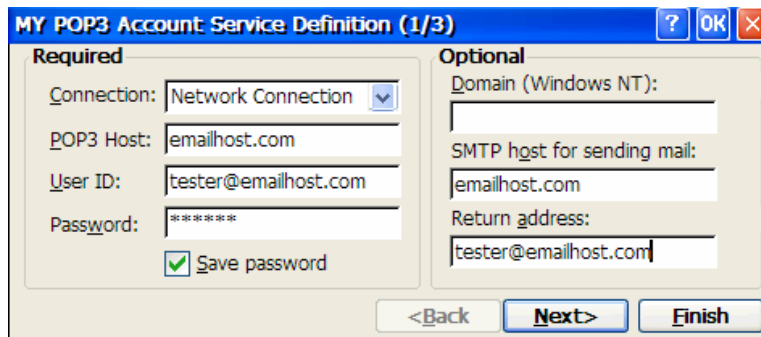 MY POP3 Account Service Definition (1/3) ? OK ×
Required
Connection: Network Connection
POP3 Host: emailhost.com
User ID: tester@emailhost.com
Password: ******
Save password
Optional
Domain (Windows NT):
SMTP host for sending mail:
emailhost.com
Return address:
tester@emailhost.com
<Back Next> Finish